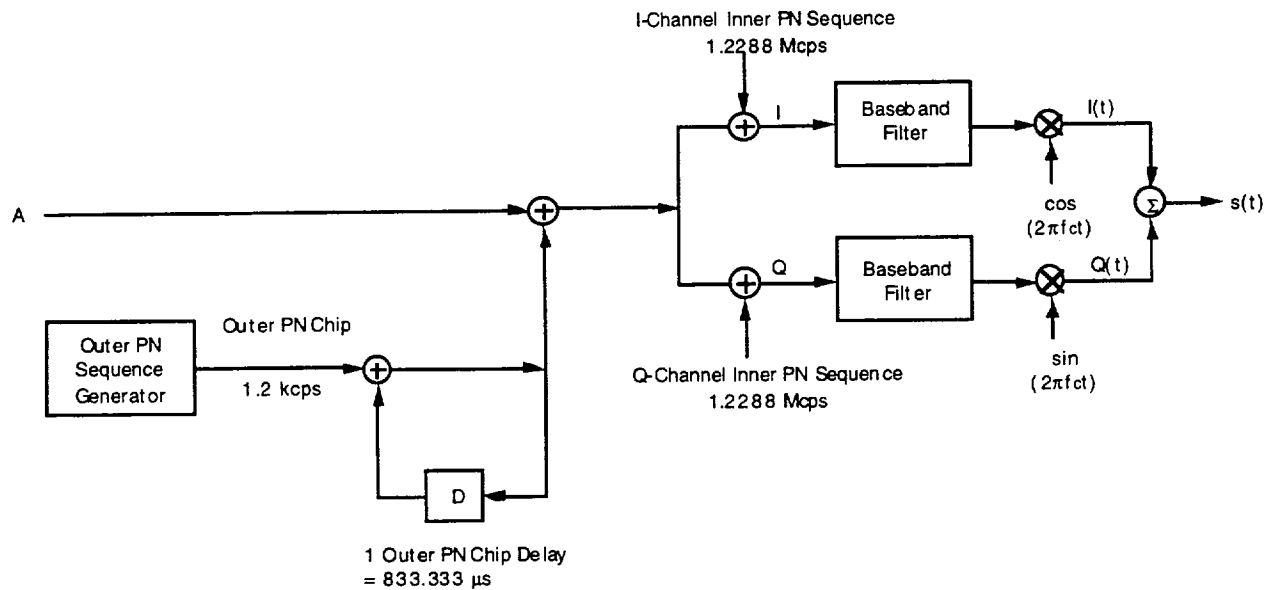 I-Channel Inner PN Sequence
1.2288 Mcps
I
Baseband
Filter
I(t)
cos
(2πfct)
A
Σ
s(t)
Q
Baseband
Filter
Q(t)
sin
(2πfct)
Q-Channel Inner PN Sequence
1.2288 Mcps
Outer PN
Sequence
Generator
Outer PN Chip
1.2 kcps
D
1 Outer PN Chip Delay
= 833.333 μs